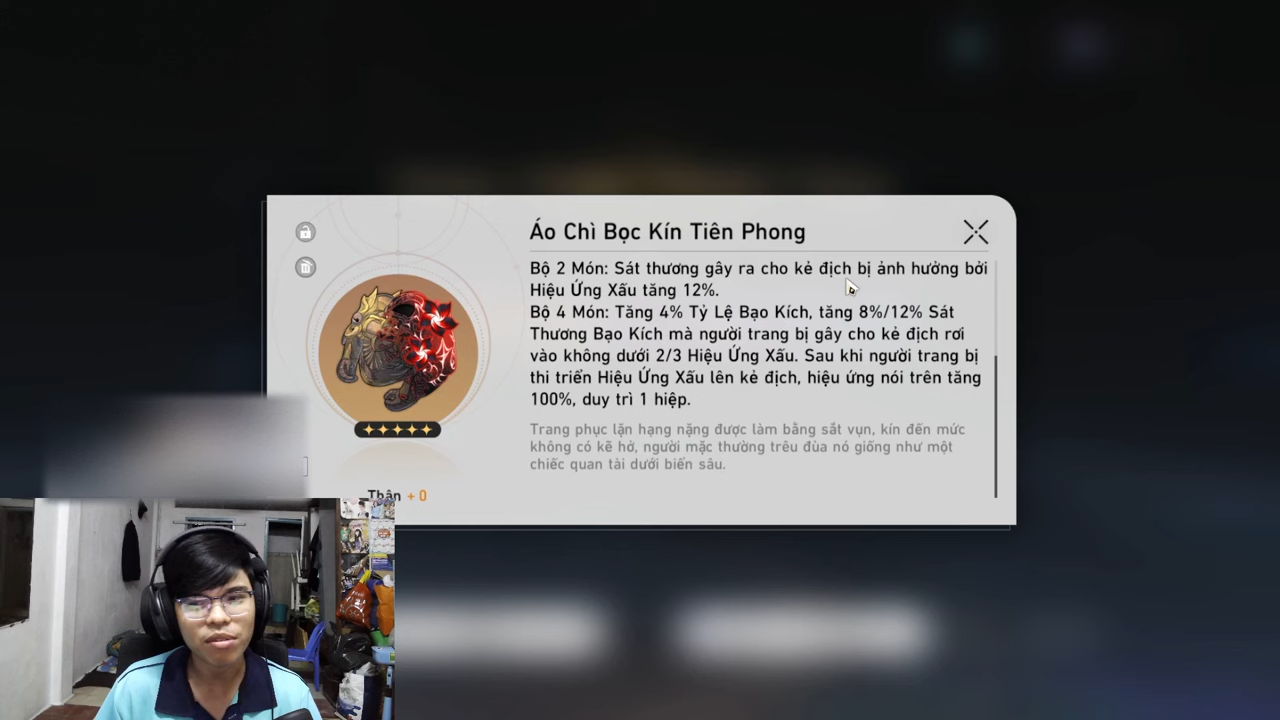 Áo Chì Bọc Kín Tiên Phong
Bộ 2 Món: Sát thương gây ra cho kẻ địch bị ảnh hưởng bởi
Hiệu Ứng Xấu tăng 12%.
Bộ 4 Món: Tăng 4% Tỷ Lệ Bạo Kích, tăng 8%/12% Sát
Thương Bạo Kích mà người trang bị gây cho kẻ địch rơi
vào không dưới 2/3 Hiệu Ứng Xấu. Sau khi người trang bị
thi triển Hiệu Ứng Xấu lên kẻ địch, hiệu ứng nói trên tăng
100%, duy trì 1 hiệp.
Trang phục lặn hạng nặng được làm bằng sắt vụn, kín đến mức
không có kẽ hở, người mặc thường trêu đùa nó giống như một
chiếc quan tài dưới biển sâu.
Thân + 0